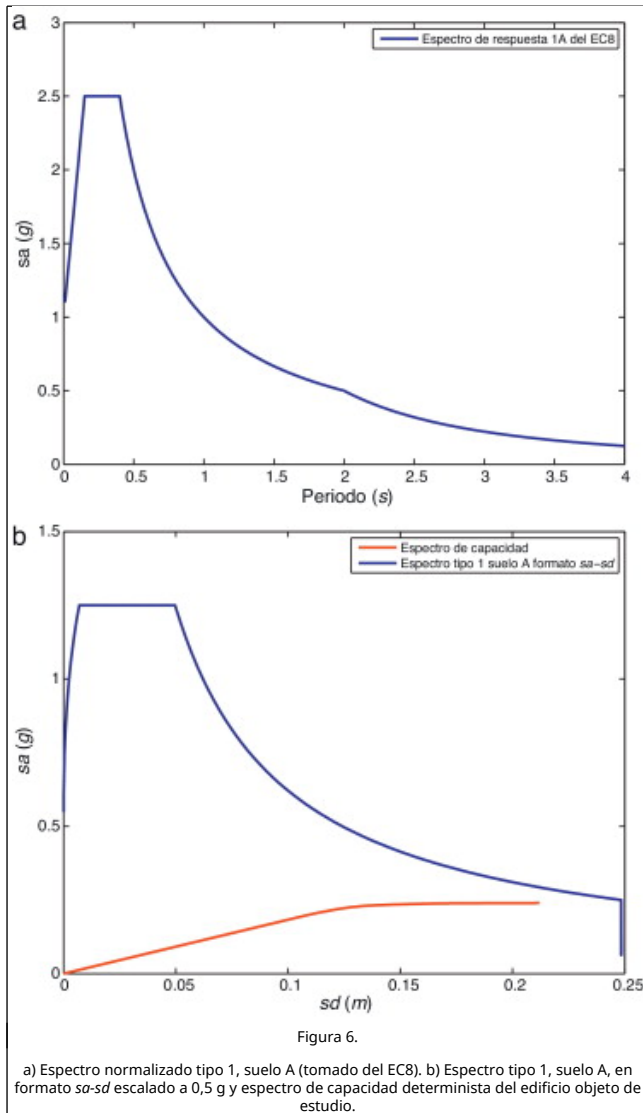 a
3
Espectro de respuesta 1A del EC8
2.5
2
sa (g)
1.5
1
0.5
0
0 0.5 1 1.5 2 2.5 3 3.5 4
Periodo (s)
b
1.5
Espectro de capacidad
Espectro tipo 1 suelo A formato sa–sd
1
sa (g)
0.5
0
0 0.05 0.1 0.15 0.2 0.25
sd (m)
Figura 6.
a) Espectro normalizado tipo 1, suelo A (tomado del EC8). b) Espectro tipo 1, suelo A, en
formato sa-sd escalado a 0,5 g y espectro de capacidad determinista del edificio objeto de
estudio.